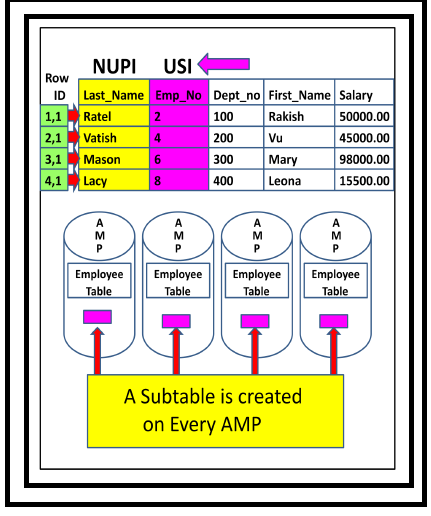 NUPI USI
Row
ID Last_Name Emp_No Dept_no First_Name Salary
1,1 Ratel 2 100 Rakish 50000.00
2,1 Vatish 4 200 Vu 45000.00
3,1 Mason 6 300 Mary 98000.00
4,1 Lacy 8 400 Leona 15500.00
A A A A
M M M M
P P P P
Employee Employee Employee Employee
Table Table Table Table
A Subtable is created
on Every AMP